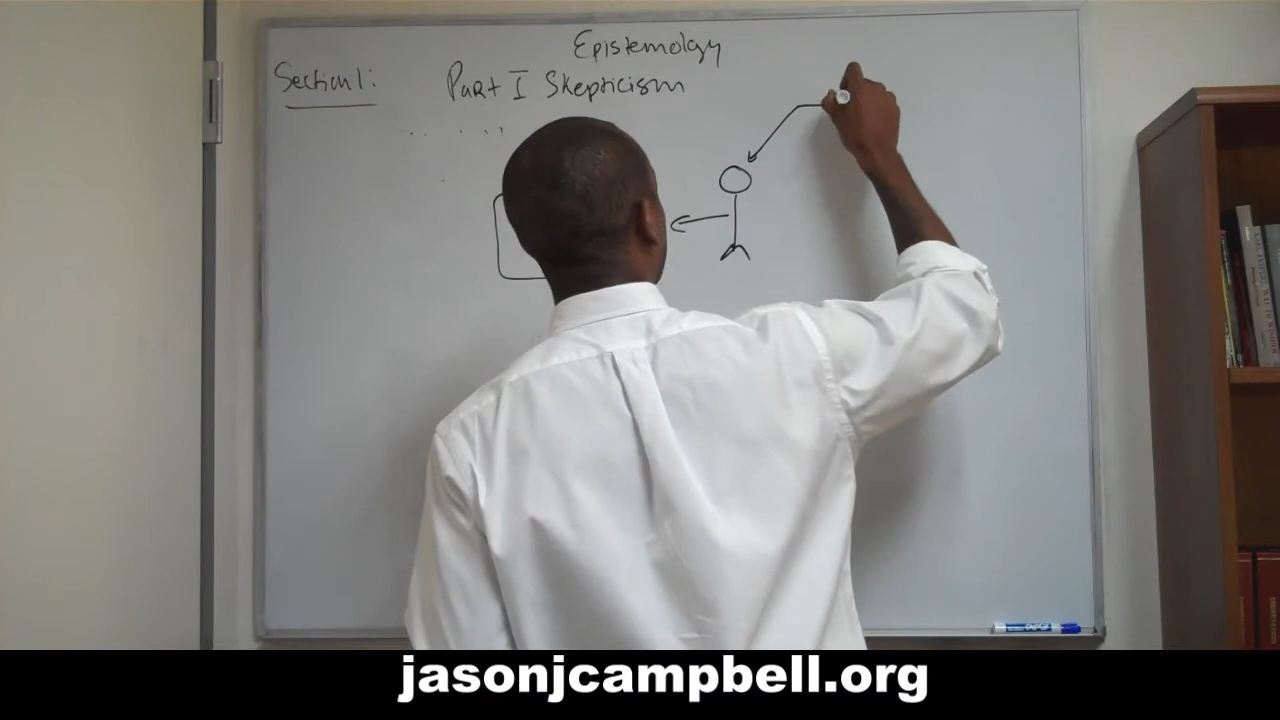 Epistemology
Section 1:
Part I Skepticism
jasonjcampbell.org